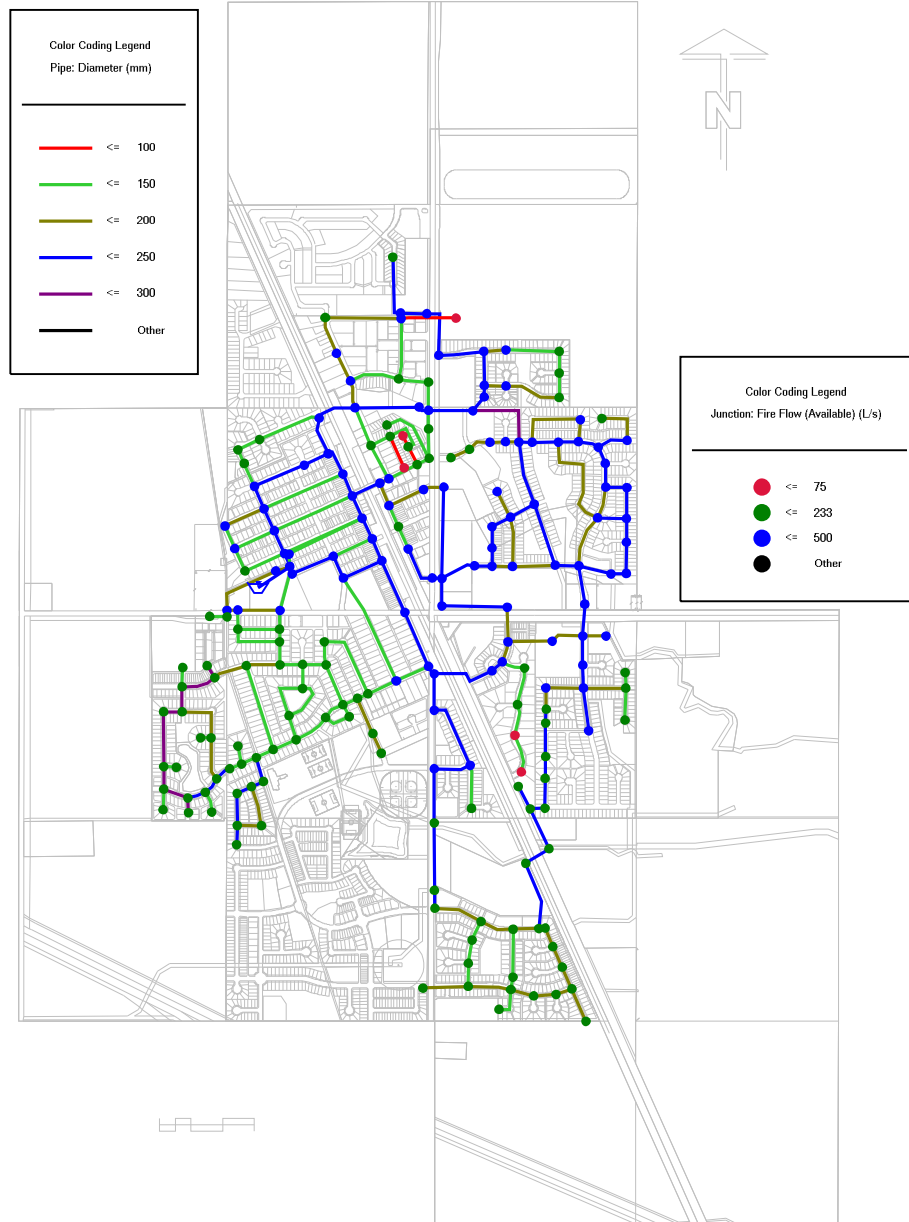 Color Coding Legend
Pipe: Diameter (mm)
<= 100
<= 150
<= 200
<= 250
<= 300
Other
N
Color Coding Legend
Junction: Fire Flow (Available) (L/s)
<= 75
<= 233
<= 500
Other